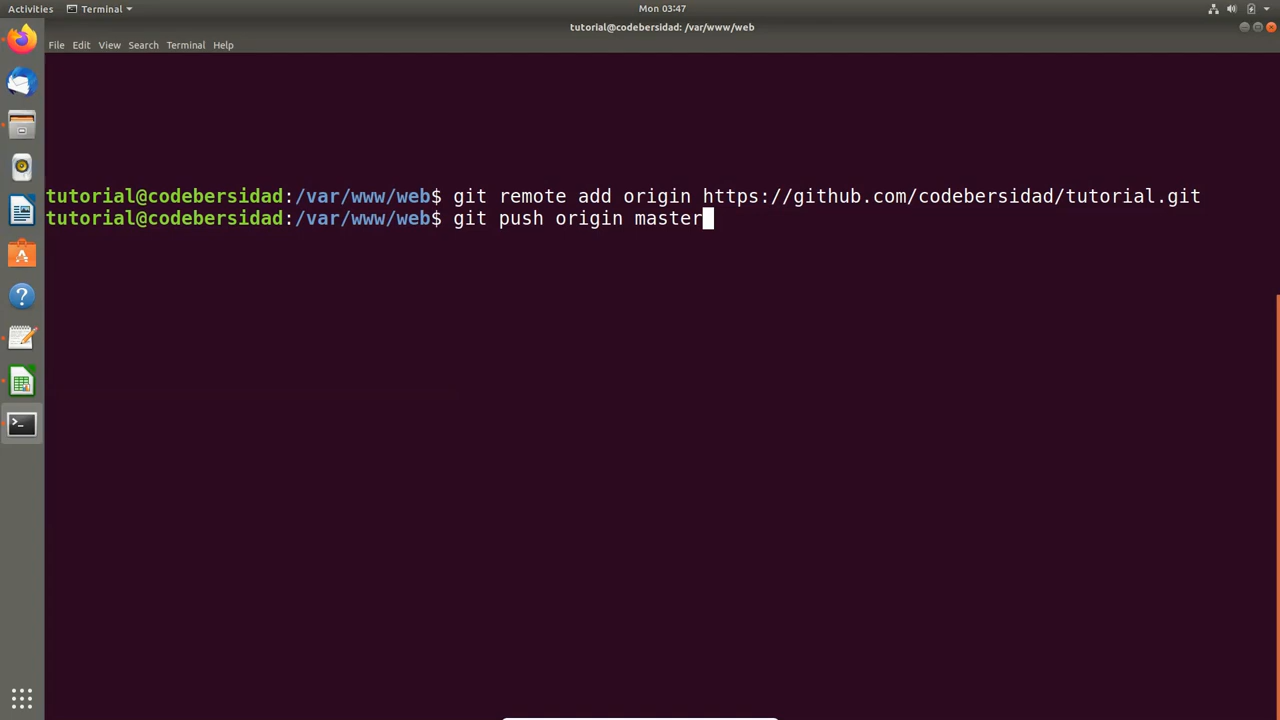 Activities Terminal Mon 03:47
tutorial@codebersidad: /var/www/web
File Edit View Search Terminal Help
tutorial@codebersidad:/var/www/web$ git remote add origin https://github.com/codebersidad/tutorial.git
tutorial@codebersidad:/var/www/web$ git push origin master